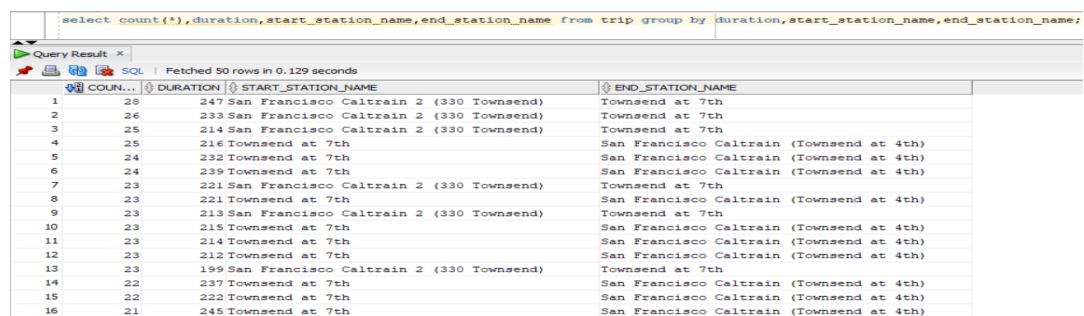 select count(*),duration,start_station_name,end_station_name from trip group by duration,start_station_name,end_station_name;
Query Result ×
SQL | Fetched 50 rows in 0.129 seconds
COUN... DURATION START_STATION_NAME END_STATION_NAME
1 28 247 San Francisco Caltrain 2 (330 Townsend) Townsend at 7th
2 26 233 San Francisco Caltrain 2 (330 Townsend) Townsend at 7th
3 25 214 San Francisco Caltrain 2 (330 Townsend) Townsend at 7th
4 25 216 Townsend at 7th San Francisco Caltrain (Townsend at 4th)
5 24 232 Townsend at 7th San Francisco Caltrain (Townsend at 4th)
6 24 239 Townsend at 7th San Francisco Caltrain (Townsend at 4th)
7 23 221 San Francisco Caltrain 2 (330 Townsend) Townsend at 7th
8 23 221 Townsend at 7th San Francisco Caltrain (Townsend at 4th)
9 23 213 San Francisco Caltrain 2 (330 Townsend) Townsend at 7th
10 23 215 Townsend at 7th San Francisco Caltrain (Townsend at 4th)
11 23 214 Townsend at 7th San Francisco Caltrain (Townsend at 4th)
12 23 212 Townsend at 7th San Francisco Caltrain (Townsend at 4th)
13 23 199 San Francisco Caltrain 2 (330 Townsend) Townsend at 7th
14 22 237 Townsend at 7th San Francisco Caltrain (Townsend at 4th)
15 22 222 Townsend at 7th San Francisco Caltrain (Townsend at 4th)
16 21 245 Townsend at 7th San Francisco Caltrain (Townsend at 4th)